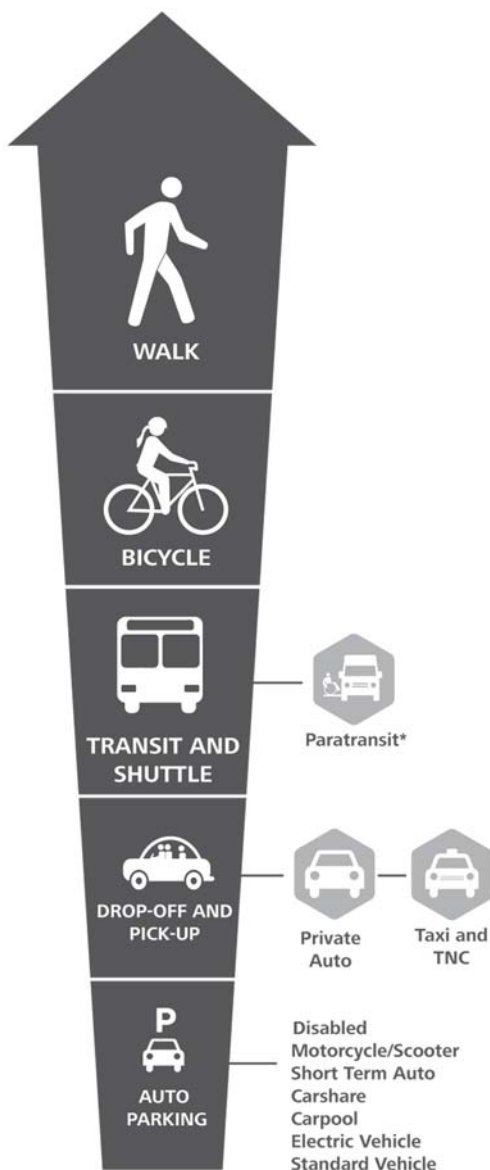 WALK
BICYCLE
TRANSIT AND
SHUTTLE
Paratransit*
DROP-OFF AND
PICK-UP
Private
Auto
Taxi and
TNC
P
AUTO
PARKING
Disabled
Motorcycle/Scooter
Short Term Auto
Carshare
Carpool
Electric Vehicle
Standard Vehicle